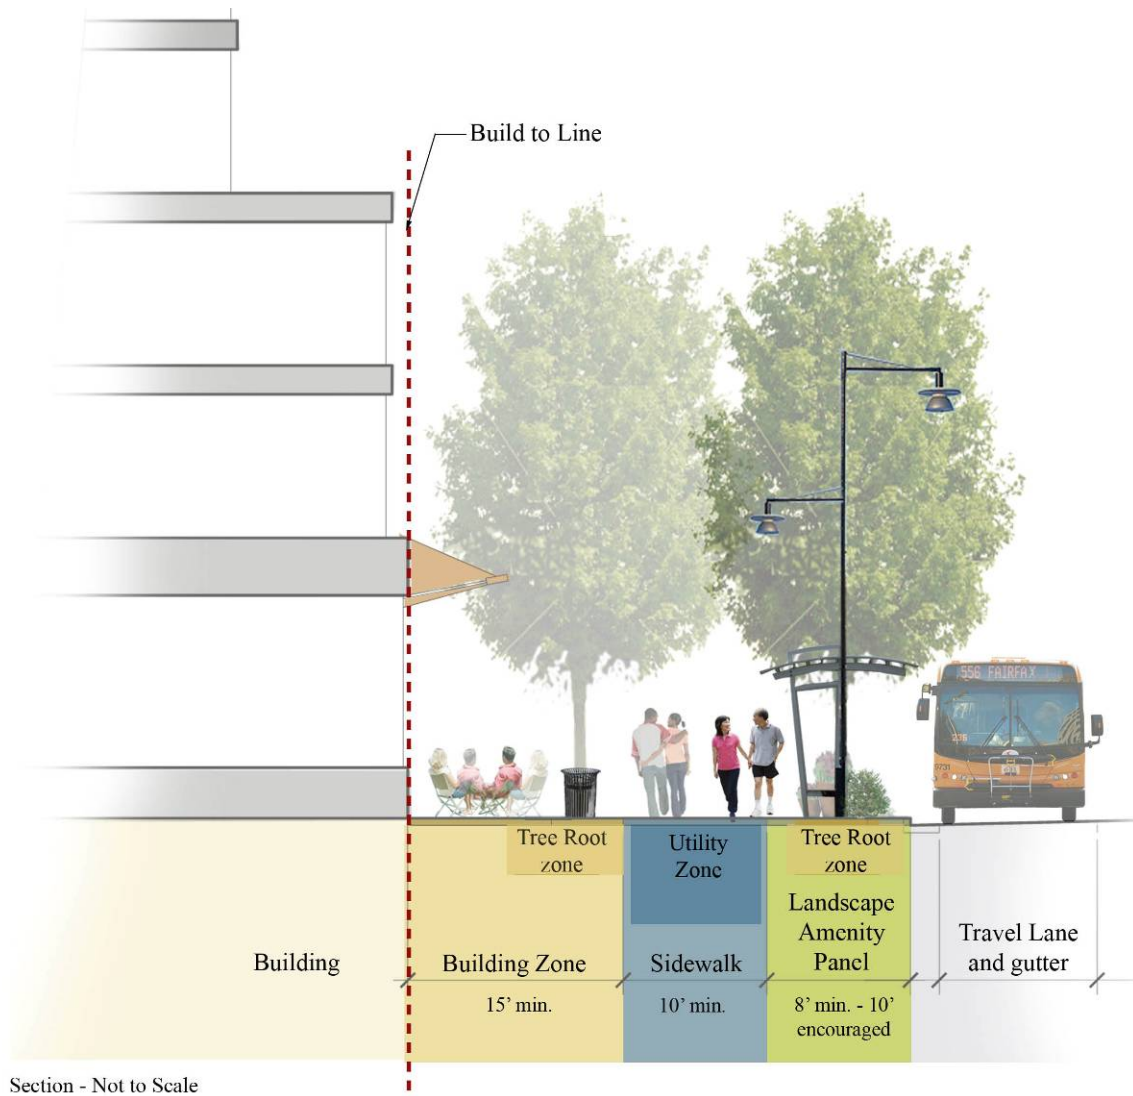 Build to Line
556 FAIRFAX
Tree Root
zone
Utility
Zone
Tree Root
zone
Landscape
Amenity
Panel
Building
Building Zone
Sidewalk
Travel Lane
and gutter
15’ min.
10’ min.
8’ min. - 10’
encouraged
Section - Not to Scale